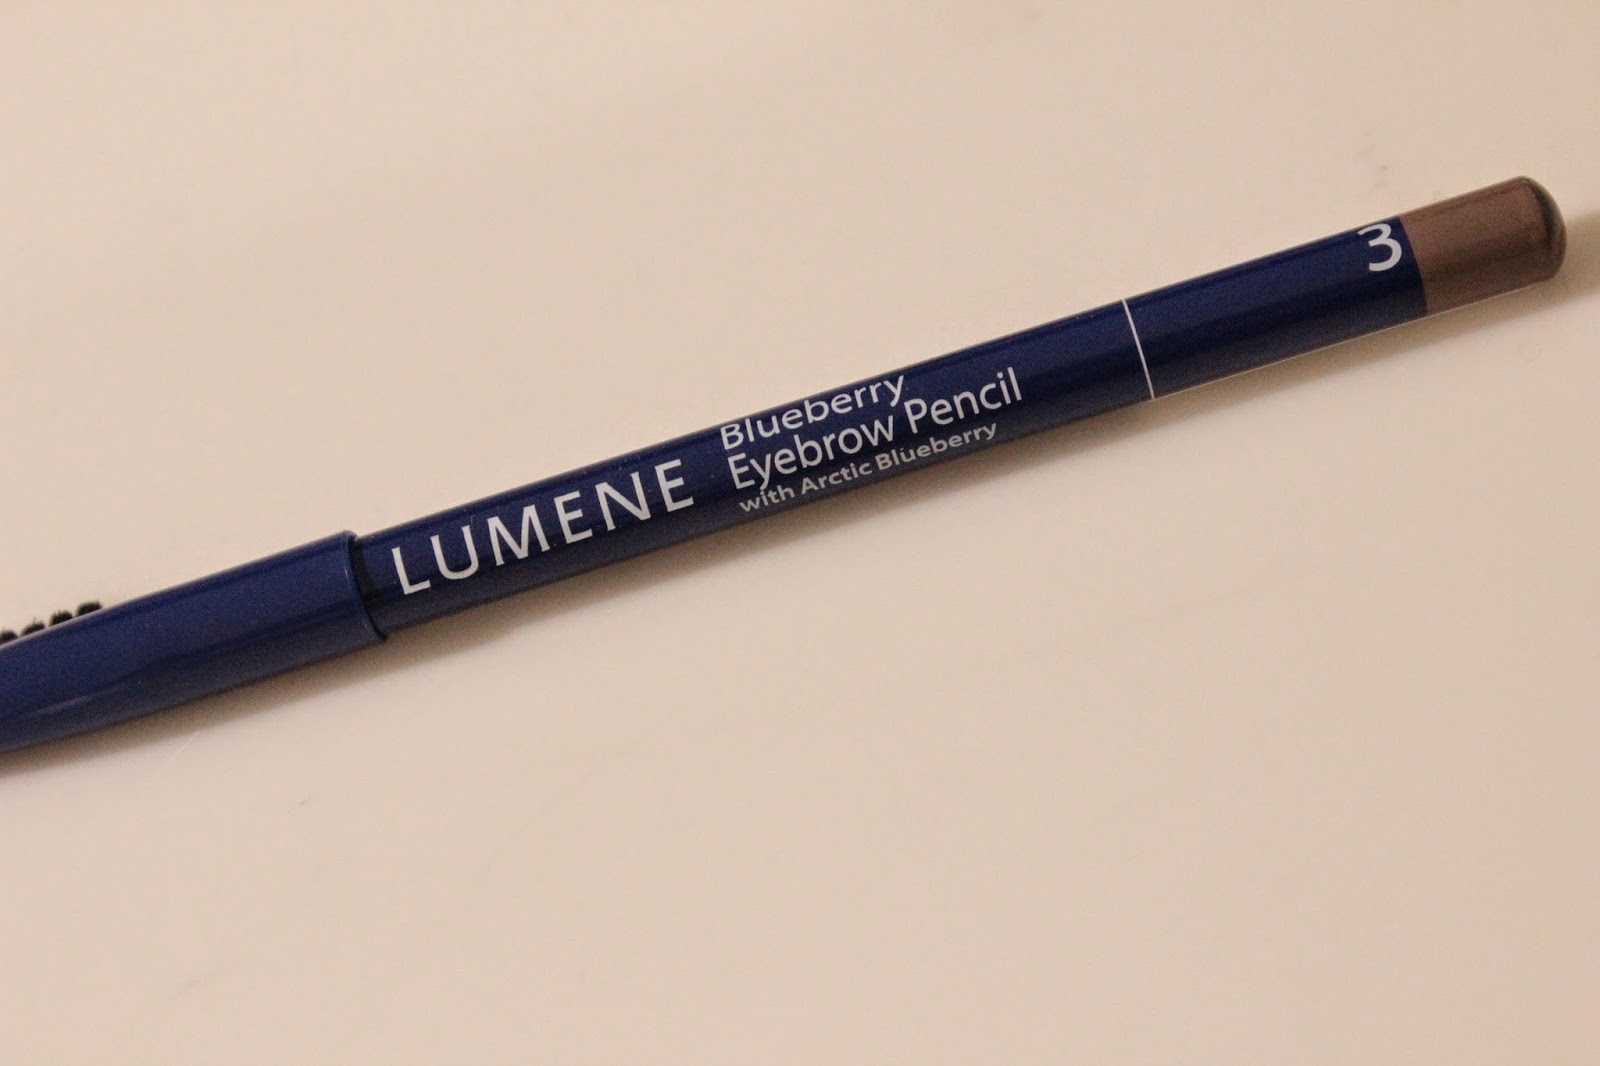 LUMENE
Blueberry
Eyebrow Pencil
with Arctic Blueberry
3